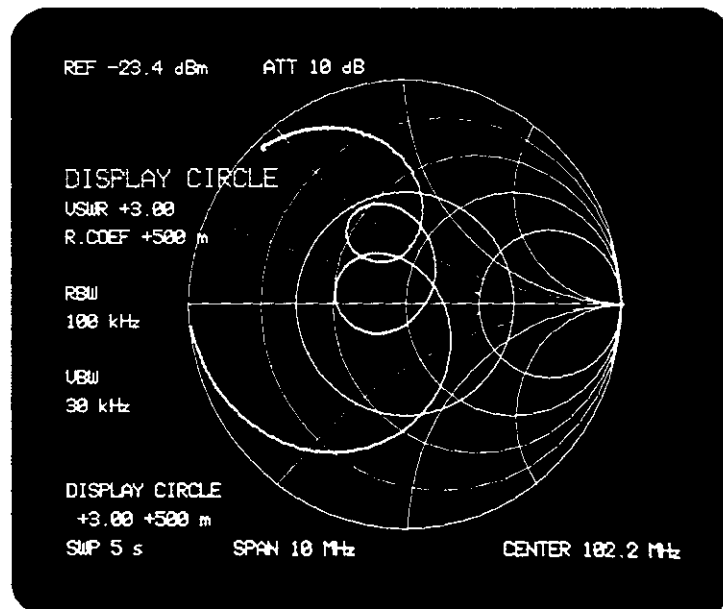 REF -23.4 dBm ATT 10 dB
DISPLAY CIRCLE
VSWR +3.00
R.COEF +500 m
RBW
100 kHz
VBW
30 kHz
DISPLAY CIRCLE
+3.00 +500 m
SWP 5 s SPAN 10 MHz CENTER 102.2 MHz